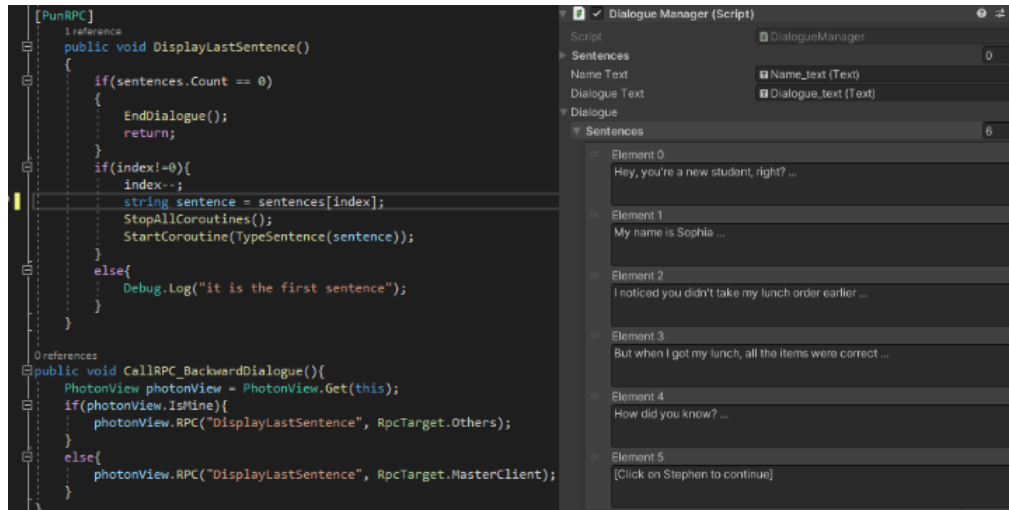 [PunRPC]
1 reference
public void DisplayLastSentence()
{
if(sentences.Count == 0)
{
EndDialogue();
return;
}
if(index!=0){
index--;
string sentence = sentences[index];
StopAllCoroutines();
StartCoroutine(TypeSentence(sentence));
}
else{
Debug.Log("it is the first sentence");
}
}
0 references
public void CallRPC_BackwardDialogue(){
PhotonView photonView = PhotonView.Get(this);
if(photonView.IsMine){
photonView.RPC("DisplayLastSentence", RpcTarget.Others);
}
else{
photonView.RPC("DisplayLastSentence", RpcTarget.MasterClient);
}
}
Dialogue Manager (Script)
Script DialogueManager
Sentences 0
Name Text Name_text (Text)
Dialogue Text Dialogue_text (Text)
Dialogue
Sentences 6
Element 0
Hey, you're a new student, right? ...
Element 1
My name is Sophia ...
Element 2
I noticed you didn't take my lunch order earlier ...
Element 3
But when I got my lunch, all the items were correct ...
Element 4
How did you know? ...
Element 5
[Click on Stephen to continue]